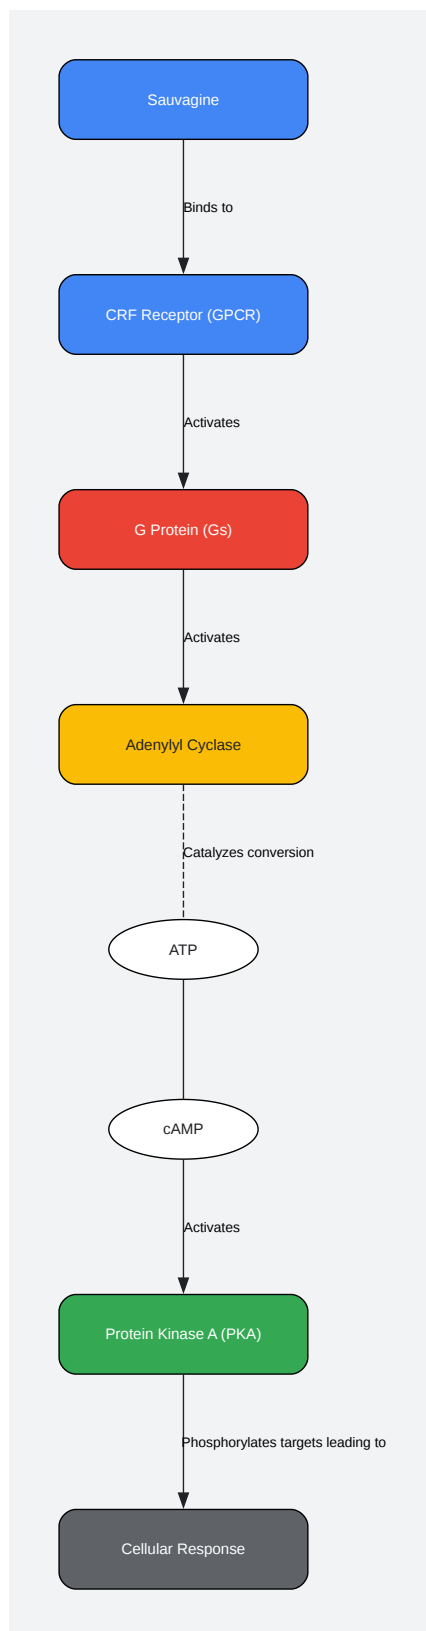 Sauvagine
Binds to
CRF Receptor (GPCR)
Activates
G Protein (Gs)
Activates
Adenylyl Cyclase
Catalyzes conversion
ATP
cAMP
Activates
Protein Kinase A (PKA)
Phosphorylates targets leading to
Cellular Response